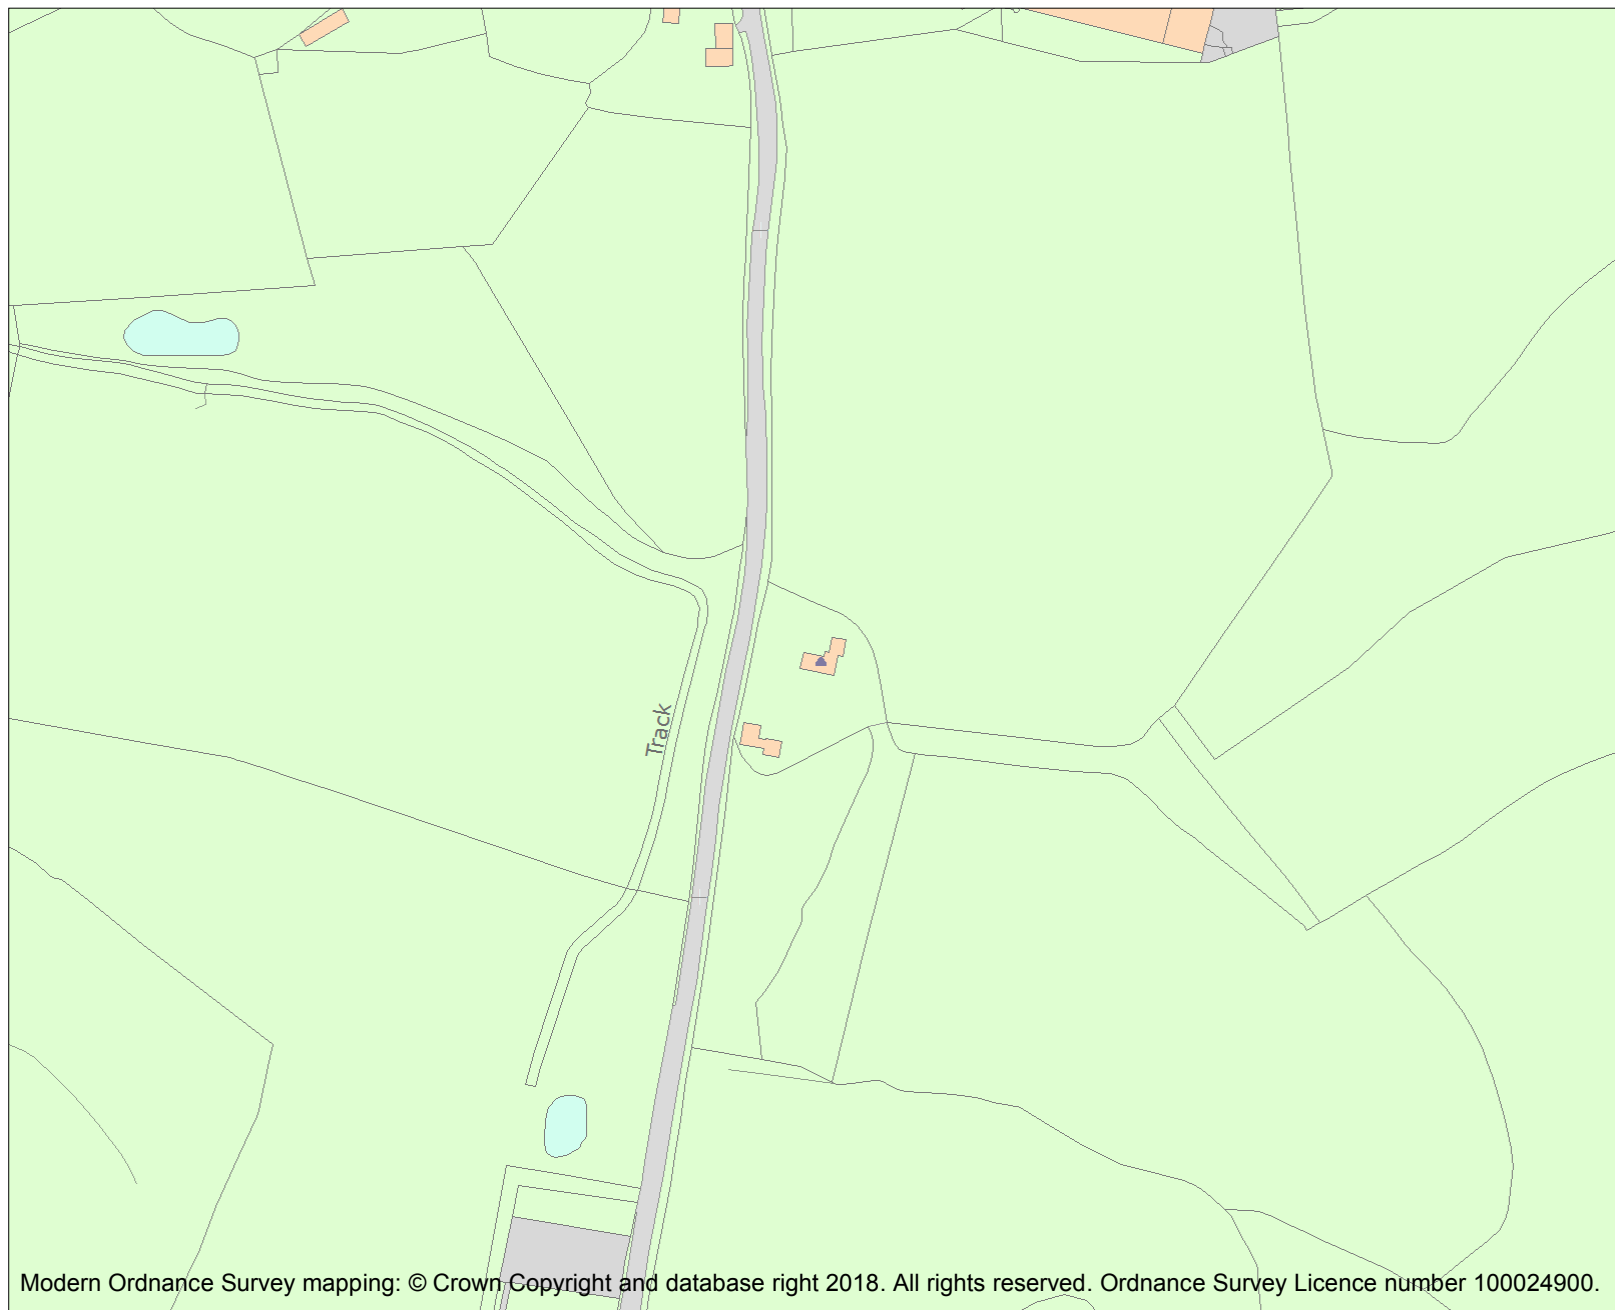 Track
Modern Ordnance Survey mapping: © Crown Copyright and database right 2018. All rights reserved. Ordnance Survey Licence number 100024900.